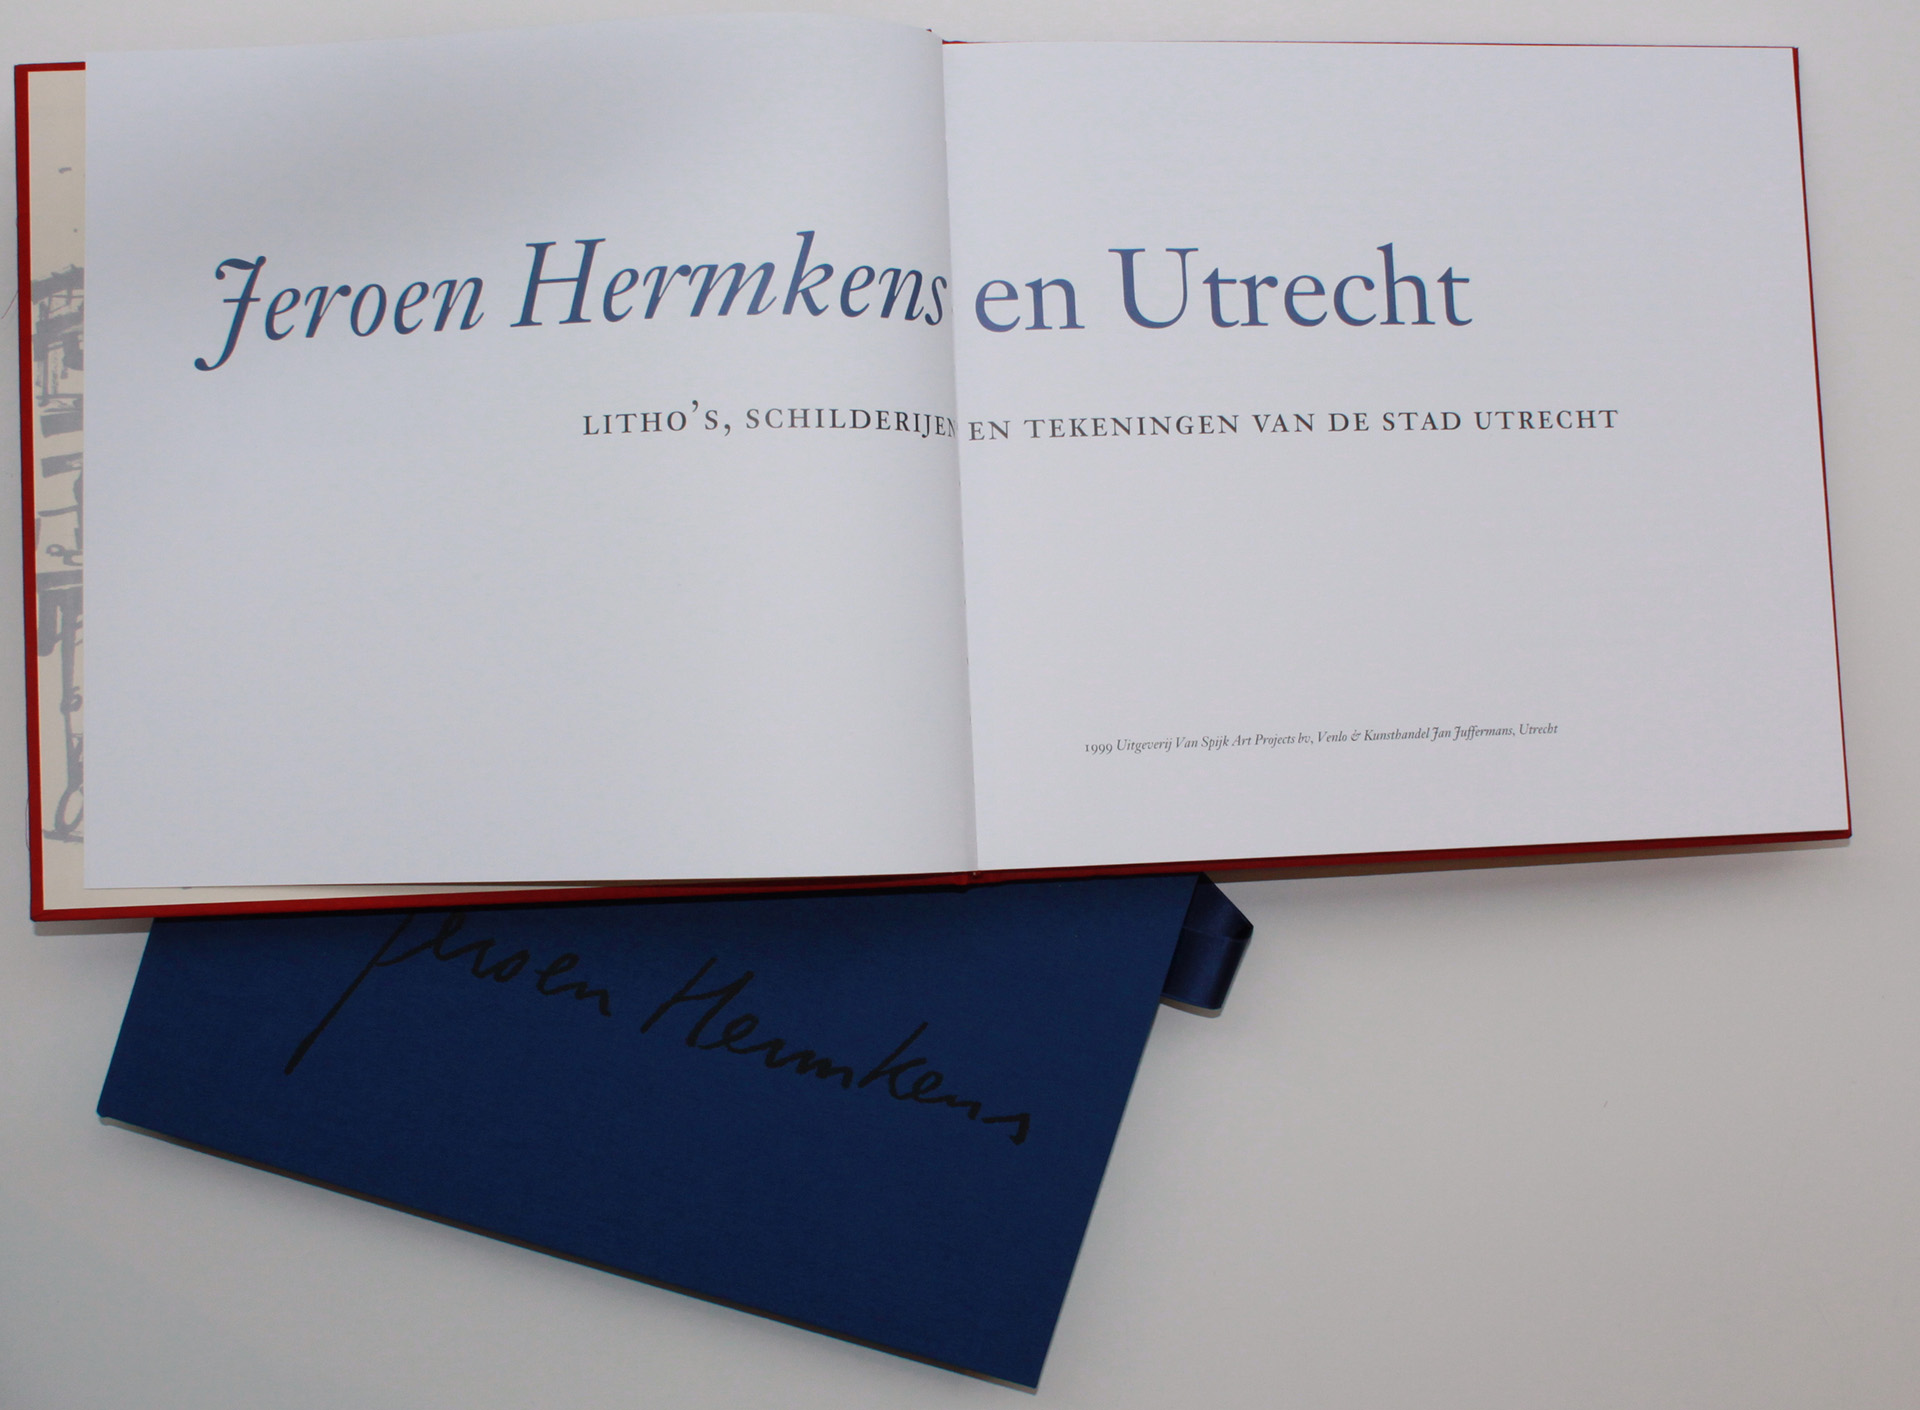 Jeroen Hermkens en Utrecht
LITHO'S, SCHILDERIJEN EN TEKENINGEN VAN DE STAD UTRECHT
1999 Uitgeverij Van Spijk Art Projects bv, Venlo & Kunsthandel Jan Juffermans, Utrecht
Jeroen Hermkens